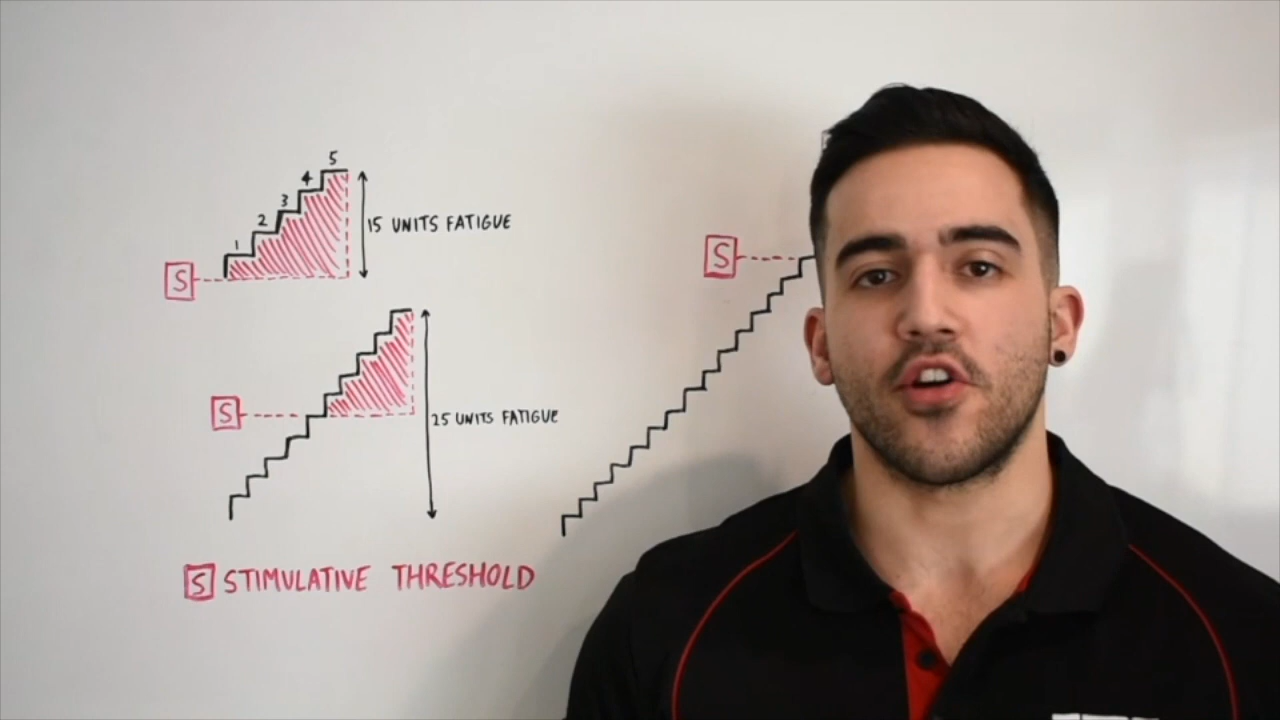 5
4
3
2
1
15 UNITS FATIGUE
S
S
25 UNITS FATIGUE
S
S STIMULATIVE THRESHOLD